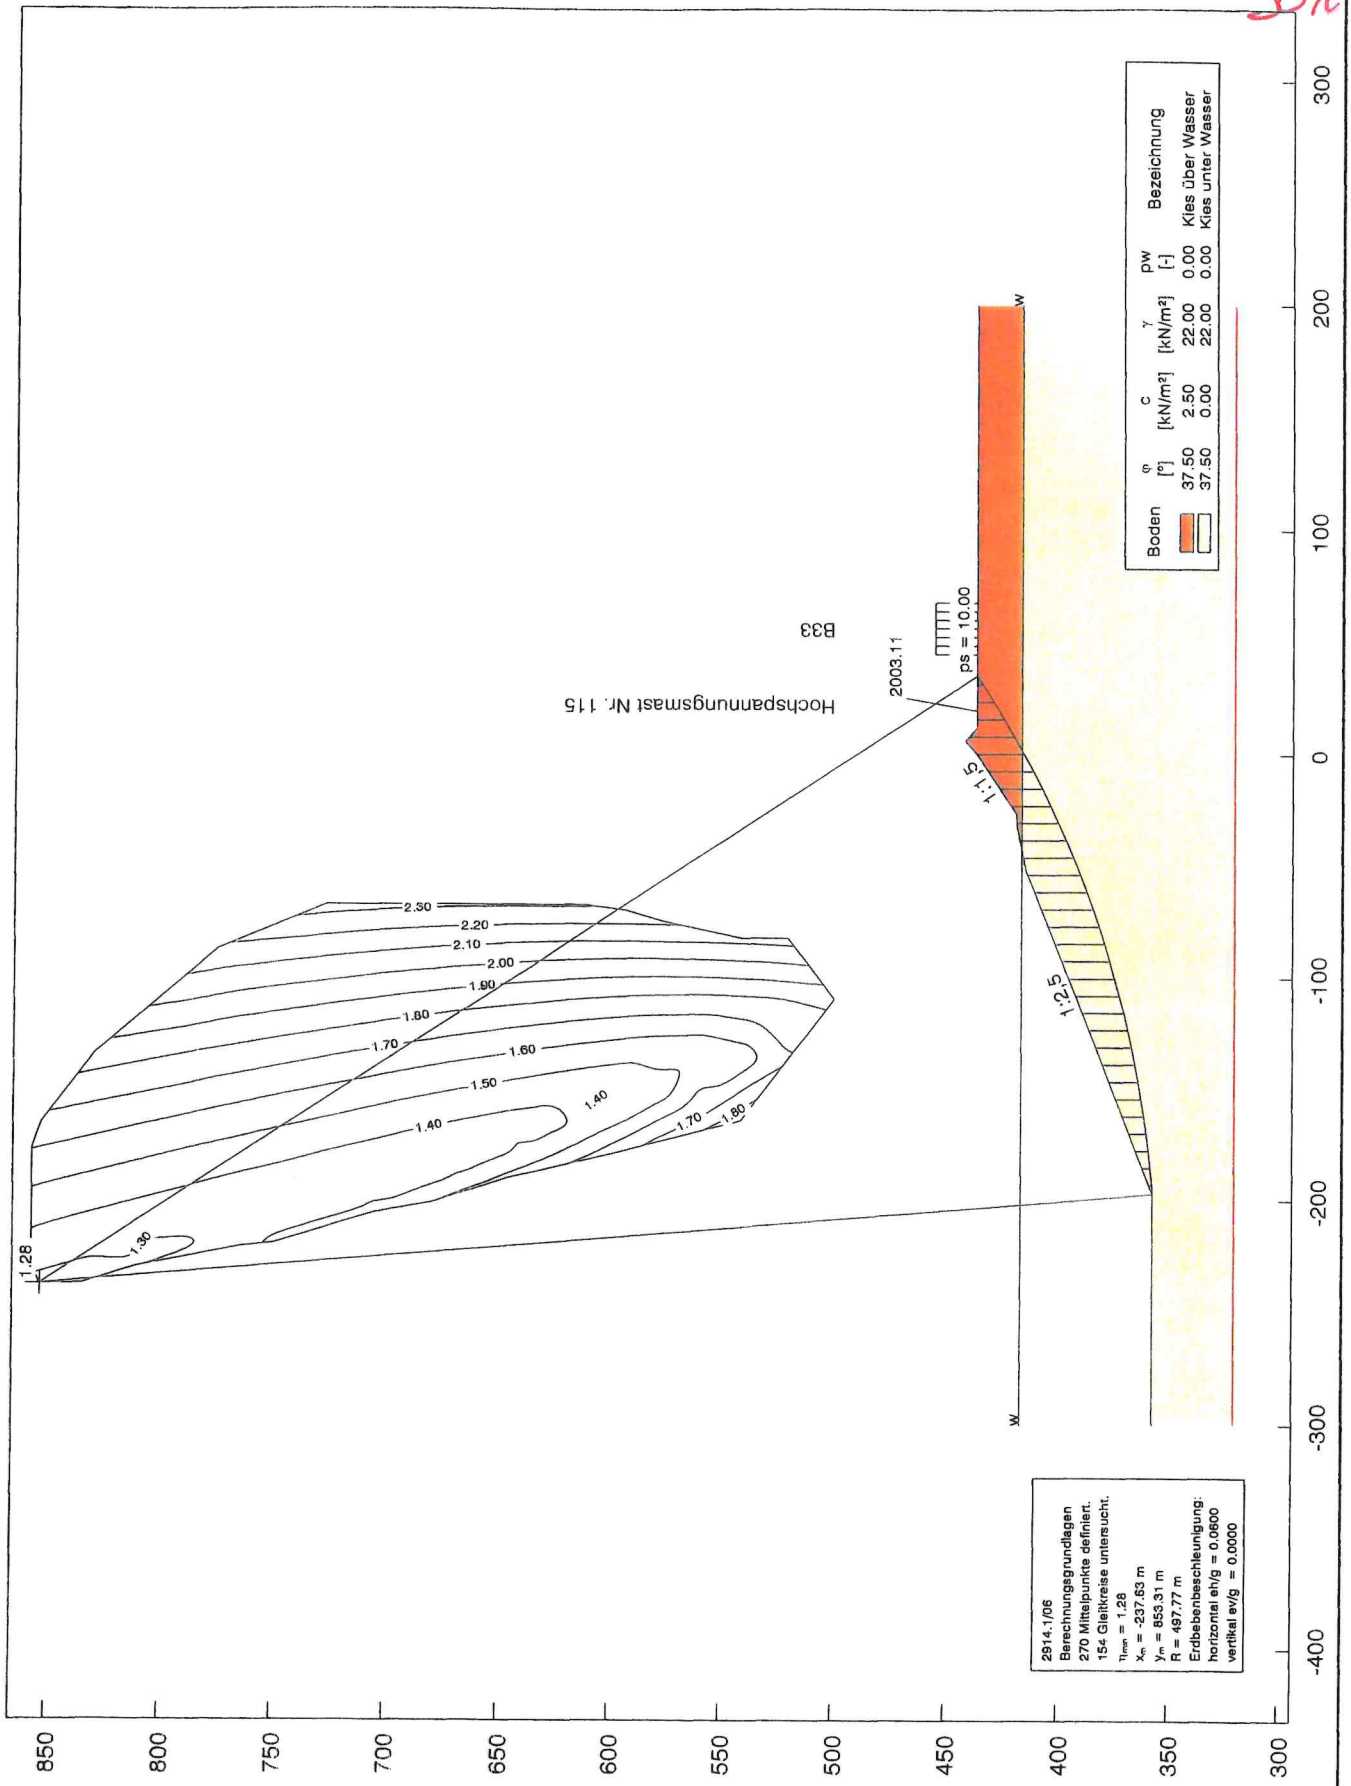 850
800
750
700
650
600
550
500
450
400
350
300
-400
-300
-200
-100
0
100
200
300
1.28
1.30
1.40
1.40
1.50
1.60
1.70
1.80
1.90
2.00
2.10
2.20
2.30
1.70
1.80
Hochspannungsmast Nr. 115
B33
2003.11
ps = 10.00
1:1,5
1:2,5
w
w
2914.1/06
Berechnungsgrundlagen
270 Mittelpunkte definiert.
154 Gleitkreise untersucht.
ηmin = 1.28
xm = -237.63 m
ym = 853.31 m
R = 497.77 m
Erdbebenbeschleunigung:
horizontal eh/g = 0.0600
vertikal ev/g = 0.0000
Boden φ c γ pw Bezeichnung
[°] [kN/m²] [kN/m²] [-]
37.50 2.50 22.00 0.00 Kies über Wasser
37.50 0.00 22.00 0.00 Kies unter Wasser